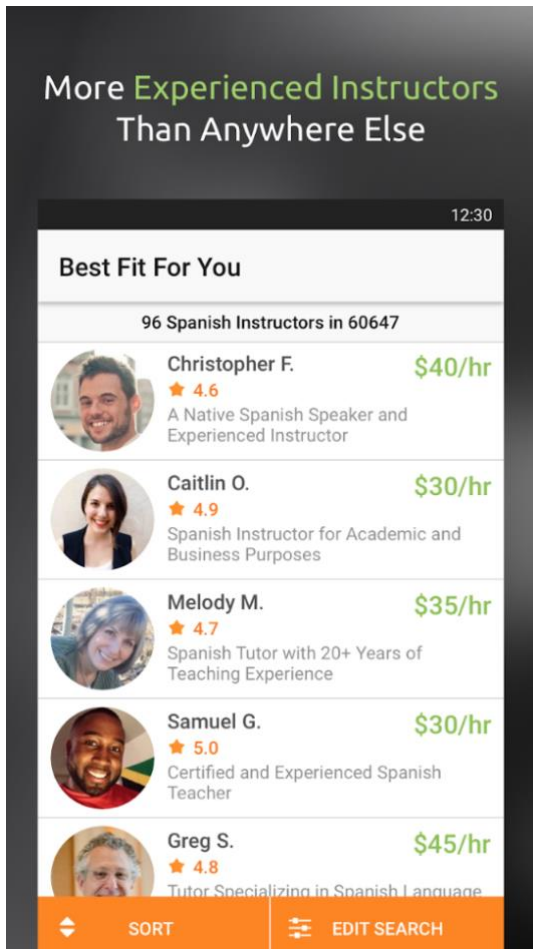 More Experienced Instructors
Than Anywhere Else
12:30
Best Fit For You
96 Spanish Instructors in 60647
Christopher F.
$40/hr
4.6
A Native Spanish Speaker and
Experienced Instructor
Caitlin O.
$30/hr
4.9
Spanish Instructor for Academic and
Business Purposes
Melody M.
$35/hr
4.7
Spanish Tutor with 20+ Years of
Teaching Experience
Samuel G.
$30/hr
5.0
Certified and Experienced Spanish
Teacher
Greg S.
$45/hr
4.8
Tutor Specializing in Spanish Language
SORT
EDIT SEARCH